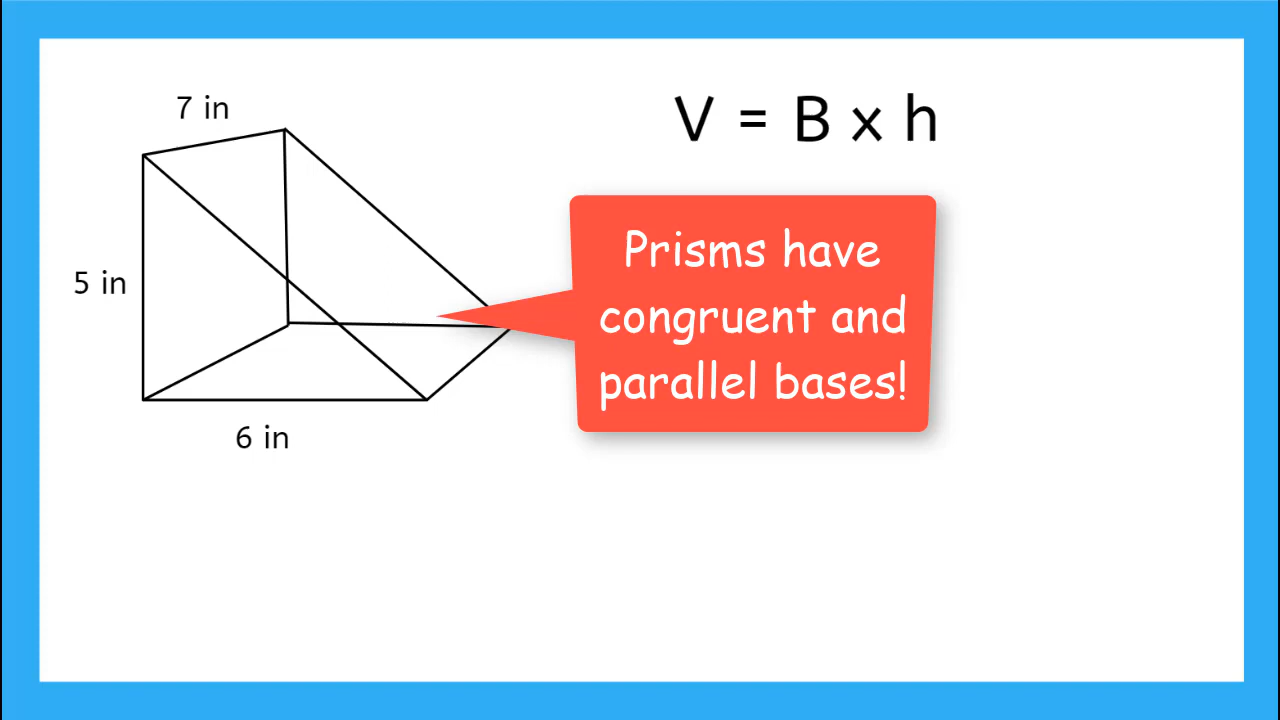 7 in
V = B x h
5 in
Prisms have
congruent and
parallel bases!
6 in